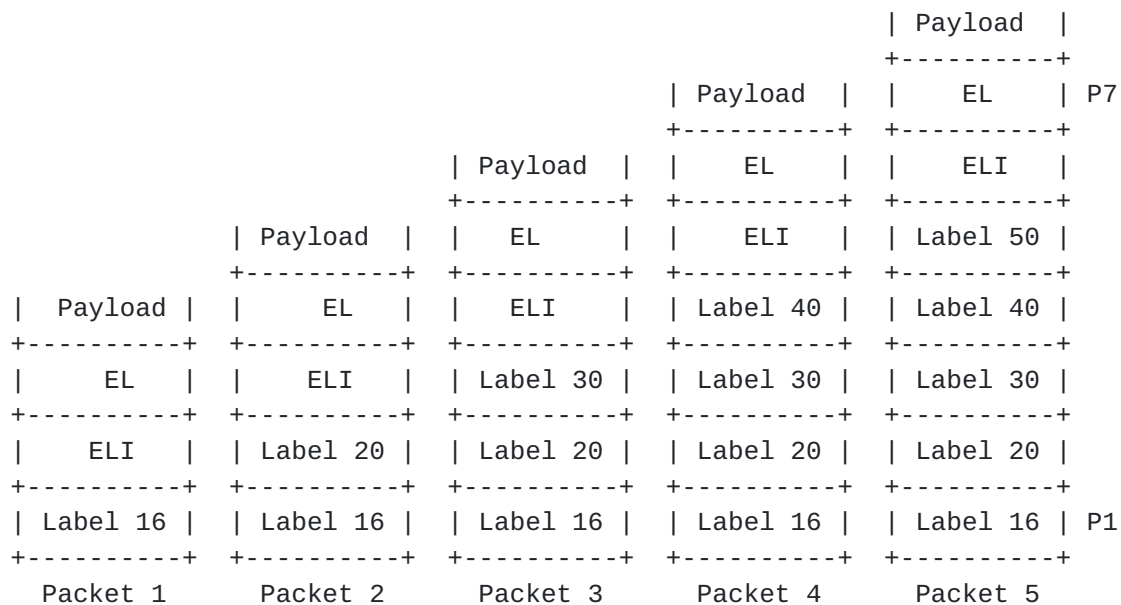 | Payload  |
                                                         +----------+
                                           | Payload  |  |    EL    | P7
                                           +----------+  +----------+
                             | Payload  |  |    EL    |  |    ELI   |
                             +----------+  +----------+  +----------+
               | Payload  |  |   EL     |  |    ELI   |  | Label 50 |
               +----------+  +----------+  +----------+  +----------+
|  Payload |   |     EL   |  |   ELI    |  | Label 40 |  | Label 40 |
+----------+   +----------+  +----------+  +----------+  +----------+
|     EL   |   |    ELI   |  | Label 30 |  | Label 30 |  | Label 30 |
+----------+   +----------+  +----------+  +----------+  +----------+
|    ELI   |   | Label 20 |  | Label 20 |  | Label 20 |  | Label 20 |
+----------+   +----------+  +----------+  +----------+  +----------+
| Label 16 |   | Label 16 |  | Label 16 |  | Label 16 |  | Label 16 | P1
+----------+   +----------+  +----------+  +----------+  +----------+
  Packet 1       Packet 2      Packet 3      Packet 4      Packet 5